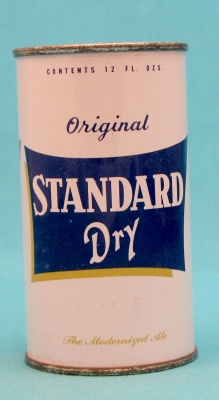 CONTENTS 12 FL. OZS.
Original
STANDARD
Dry
The Modernized Ale